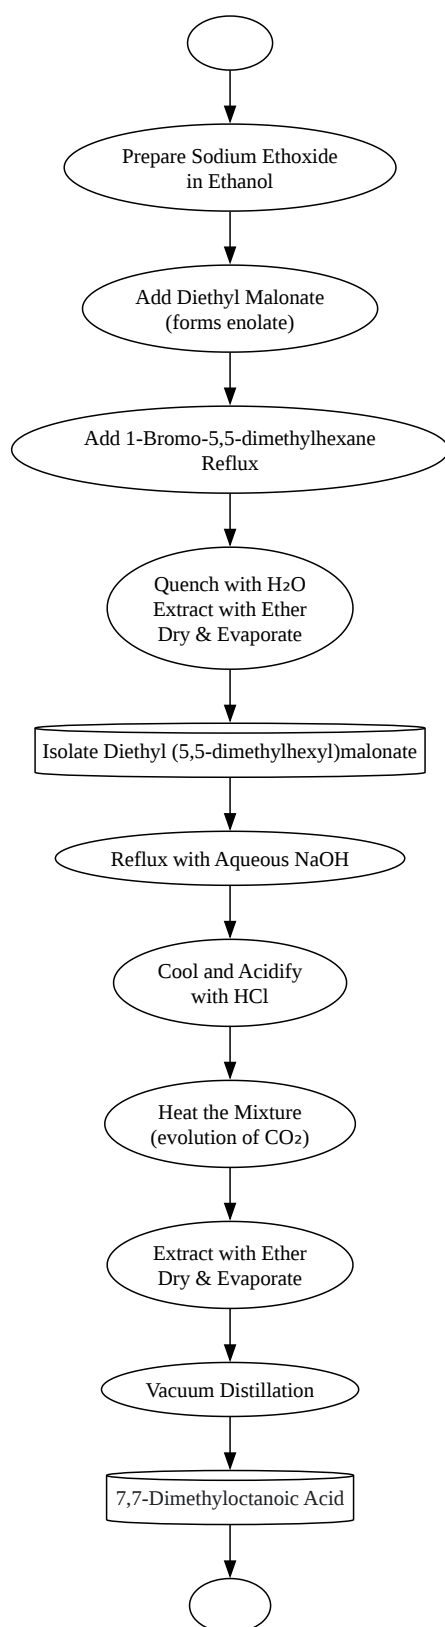 Prepare Sodium Ethoxide
in Ethanol
Add Diethyl Malonate
(forms enolate)
Add 1-Bromo-5,5-dimethylhexane
Reflux
Quench with H₂O
Extract with Ether
Dry & Evaporate
Isolate Diethyl (5,5-dimethylhexyl)malonate
Reflux with Aqueous NaOH
Cool and Acidify
with HCl
Heat the Mixture
(evolution of CO₂)
Extract with Ether
Dry & Evaporate
Vacuum Distillation
7,7-Dimethyloctanoic Acid